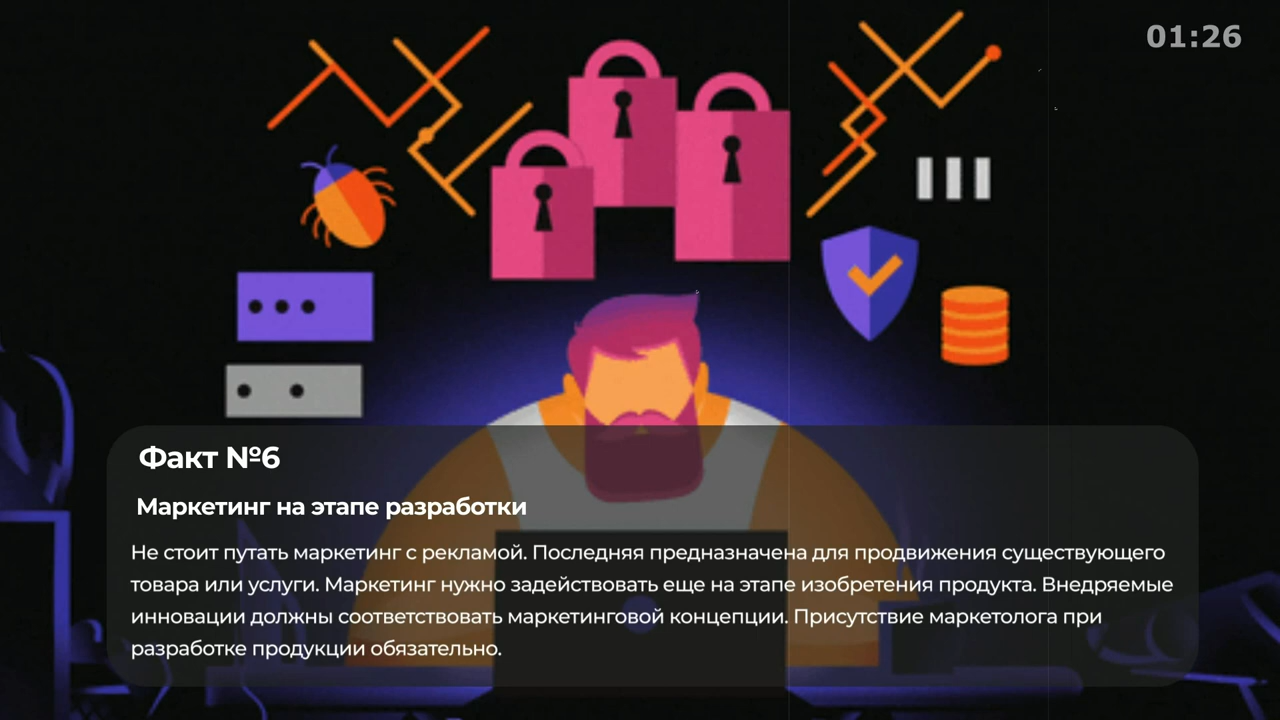 01:26
Факт №6
Маркетинг на этапе разработки
Не стоит путать маркетинг с рекламой. Последняя предназначена для продвижения существующего
товара или услуги. Маркетинг нужно задействовать еще на этапе изобретения продукта. Внедряемые
инновации должны соответствовать маркетинговой концепции. Присутствие маркетолога при
разработке продукции обязательно.